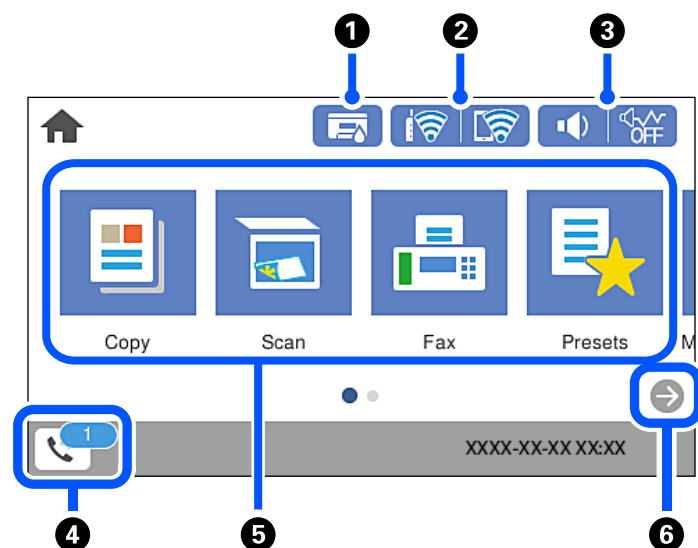 1 2 3
OFF
Copy Scan Fax Presets M
1
XXXX-XX-XX XX:XX
4 5 6